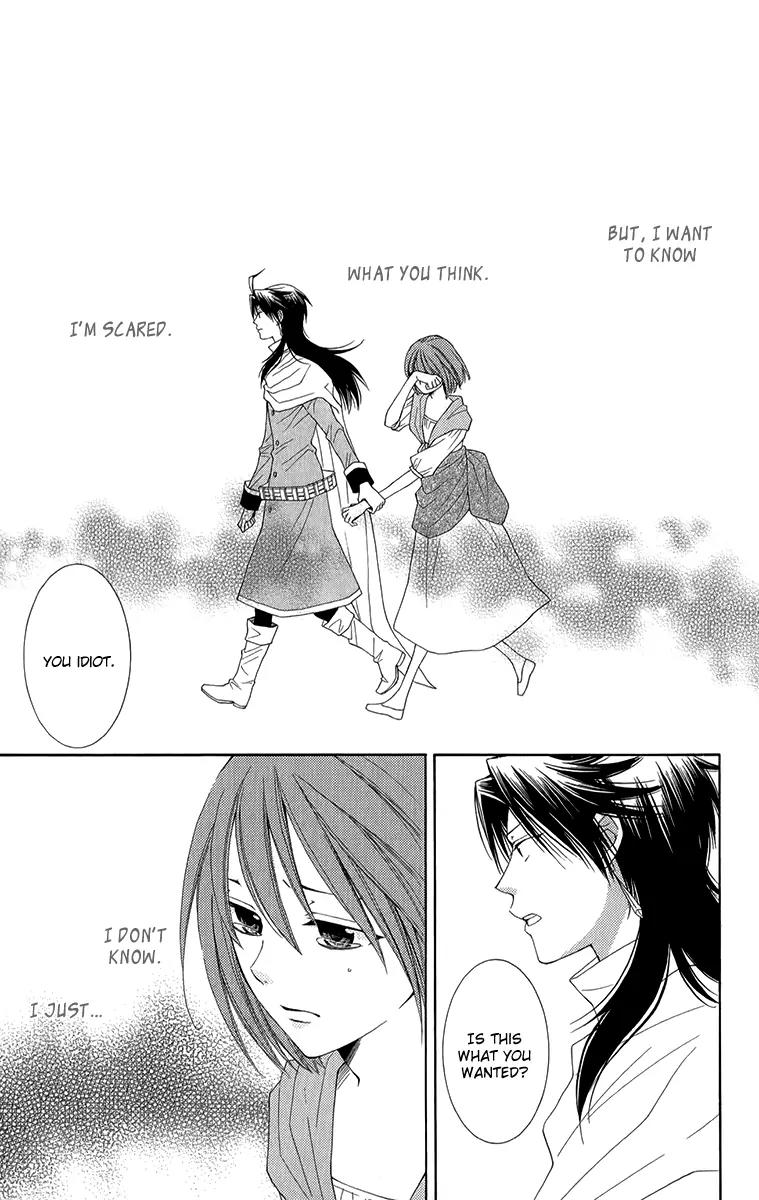 BUT, I WANT
TO KNOW
WHAT YOU THINK.
I'M SCARED.
YOU IDIOT.
IS THIS
WHAT YOU
WANTED?
I DON'T
KNOW.
I JUST...